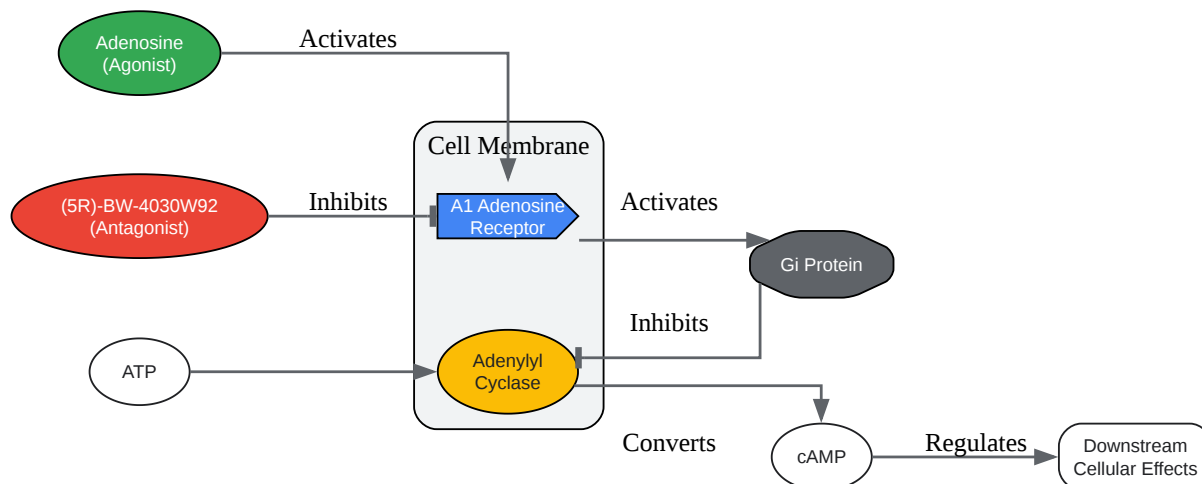 Adenosine
(Agonist)
Activates
Cell Membrane
(5R)-BW-4030W92
(Antagonist)
Inhibits
A1 Adenosine
Receptor
Activates
Gi Protein
Inhibits
ATP
Adenylyl
Cyclase
Converts
cAMP
Regulates
Downstream
Cellular Effects